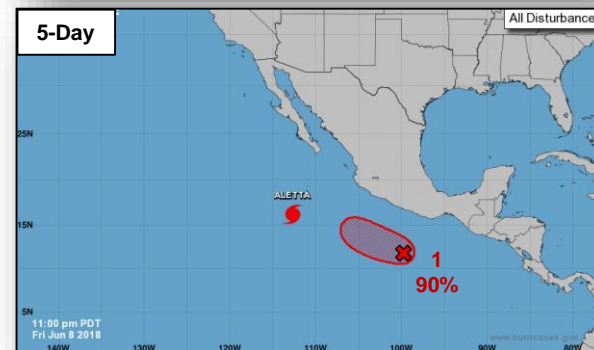 5-Day
All Disturbance
25N
ALETTA
15N
1
90%
5N
11:00 pm PDT
Fri Jun 8 2018
www.hurricanes.gov
140W
130W
120W
110W
100W
90W
80W